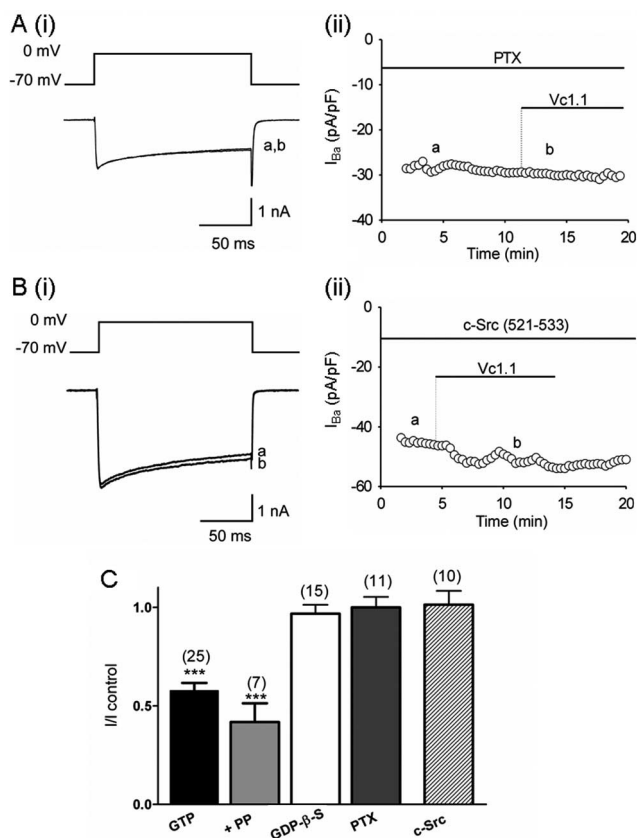 A (i)
0 mV
-70 mV
a,b
1 nA
50 ms
(ii)
0
-10
-20
-30
-40
I_Ba (pA/pF)
PTX
Vc1.1
a
b
0 5 10 15 20
Time (min)
B (i)
0 mV
-70 mV
a
b
1 nA
50 ms
(ii)
0
-20
-40
-60
I_Ba (pA/pF)
c-Src (521-533)
Vc1.1
a
b
0 5 10 15 20
Time (min)
C
I/I control
1.0
0.5
0.0
(25)
***
(7)
***
(15)
(11)
(10)
GTP
+ PP
GDP-β-S
PTX
c-Src